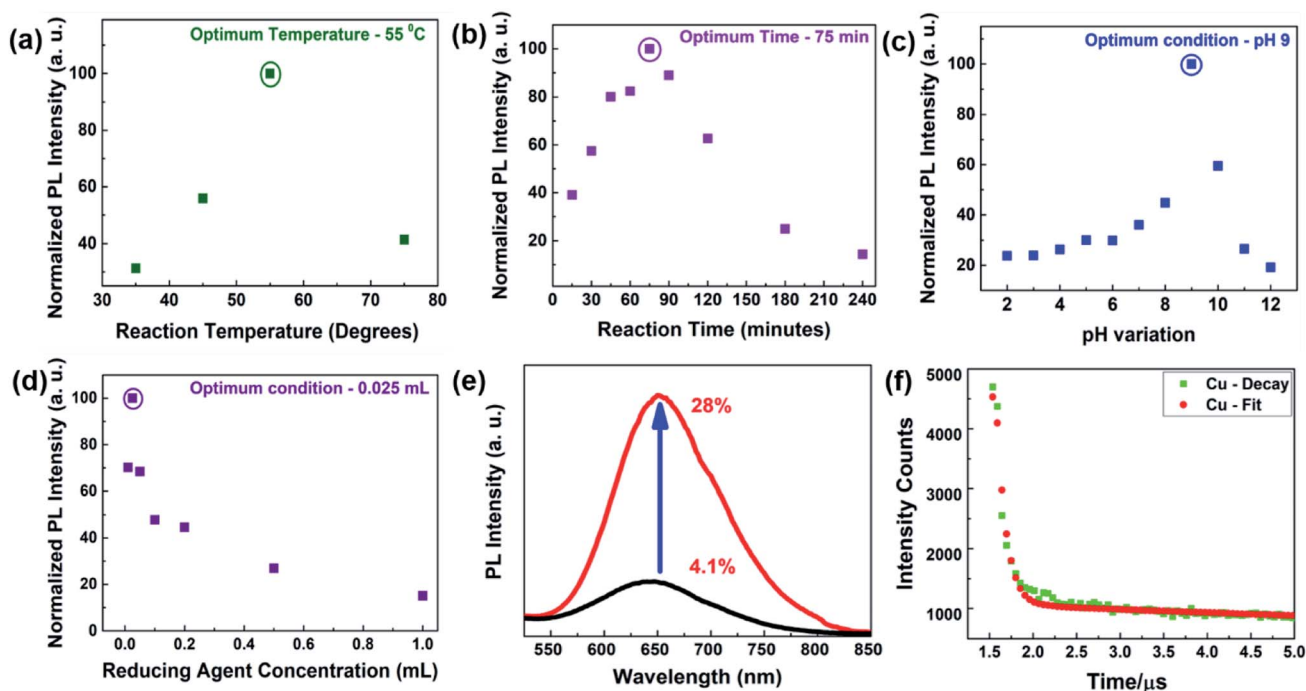 (a)
Optimum Temperature - 55 ⁰C
Normalized PL Intensity (a. u.)
100
80
60
40
30 40 50 60 70 80
Reaction Temperature (Degrees)
(b)
Optimum Time - 75 min
Normalized PL Intensity (a. u.)
100
80
60
40
20
0 30 60 90 120 150 180 210 240
Reaction Time (minutes)
(c)
Optimum condition - pH 9
Normalized PL Intensity (a. u.)
100
80
60
40
20
0
2 4 6 8 10 12
pH variation
(d)
Optimum condition - 0.025 mL
Normalized PL Intensity (a. u.)
100
80
60
40
20
0
0.0 0.2 0.4 0.6 0.8 1.0
Reducing Agent Concentration (mL)
(e)
28%
4.1%
PL Intensity (a. u.)
550 600 650 700 750 800 850
Wavelength (nm)
(f)
Cu - Decay
Cu - Fit
Intensity Counts
5000
4000
3000
2000
1000
1.5 2.0 2.5 3.0 3.5 4.0 4.5 5.0
Time/μs